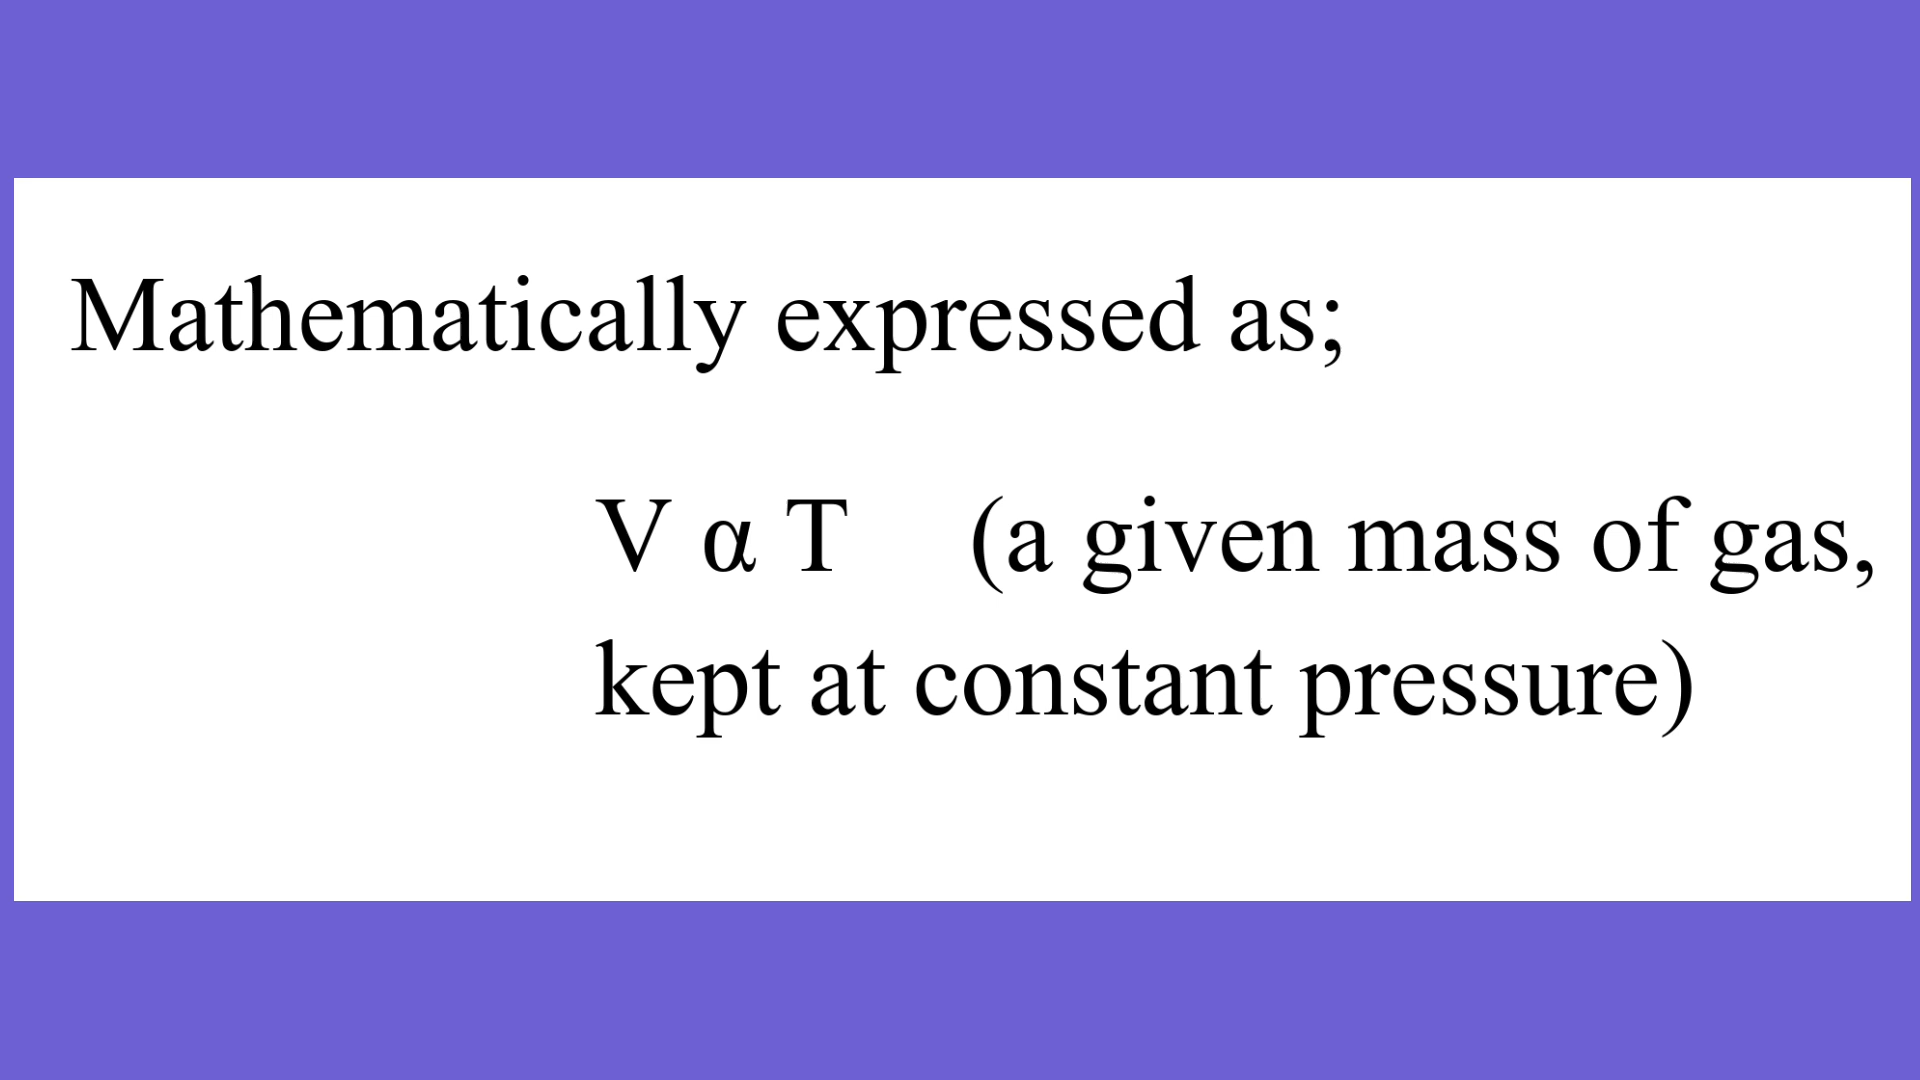 Mathematically expressed as;
V α T (a given mass of gas,
kept at constant pressure)